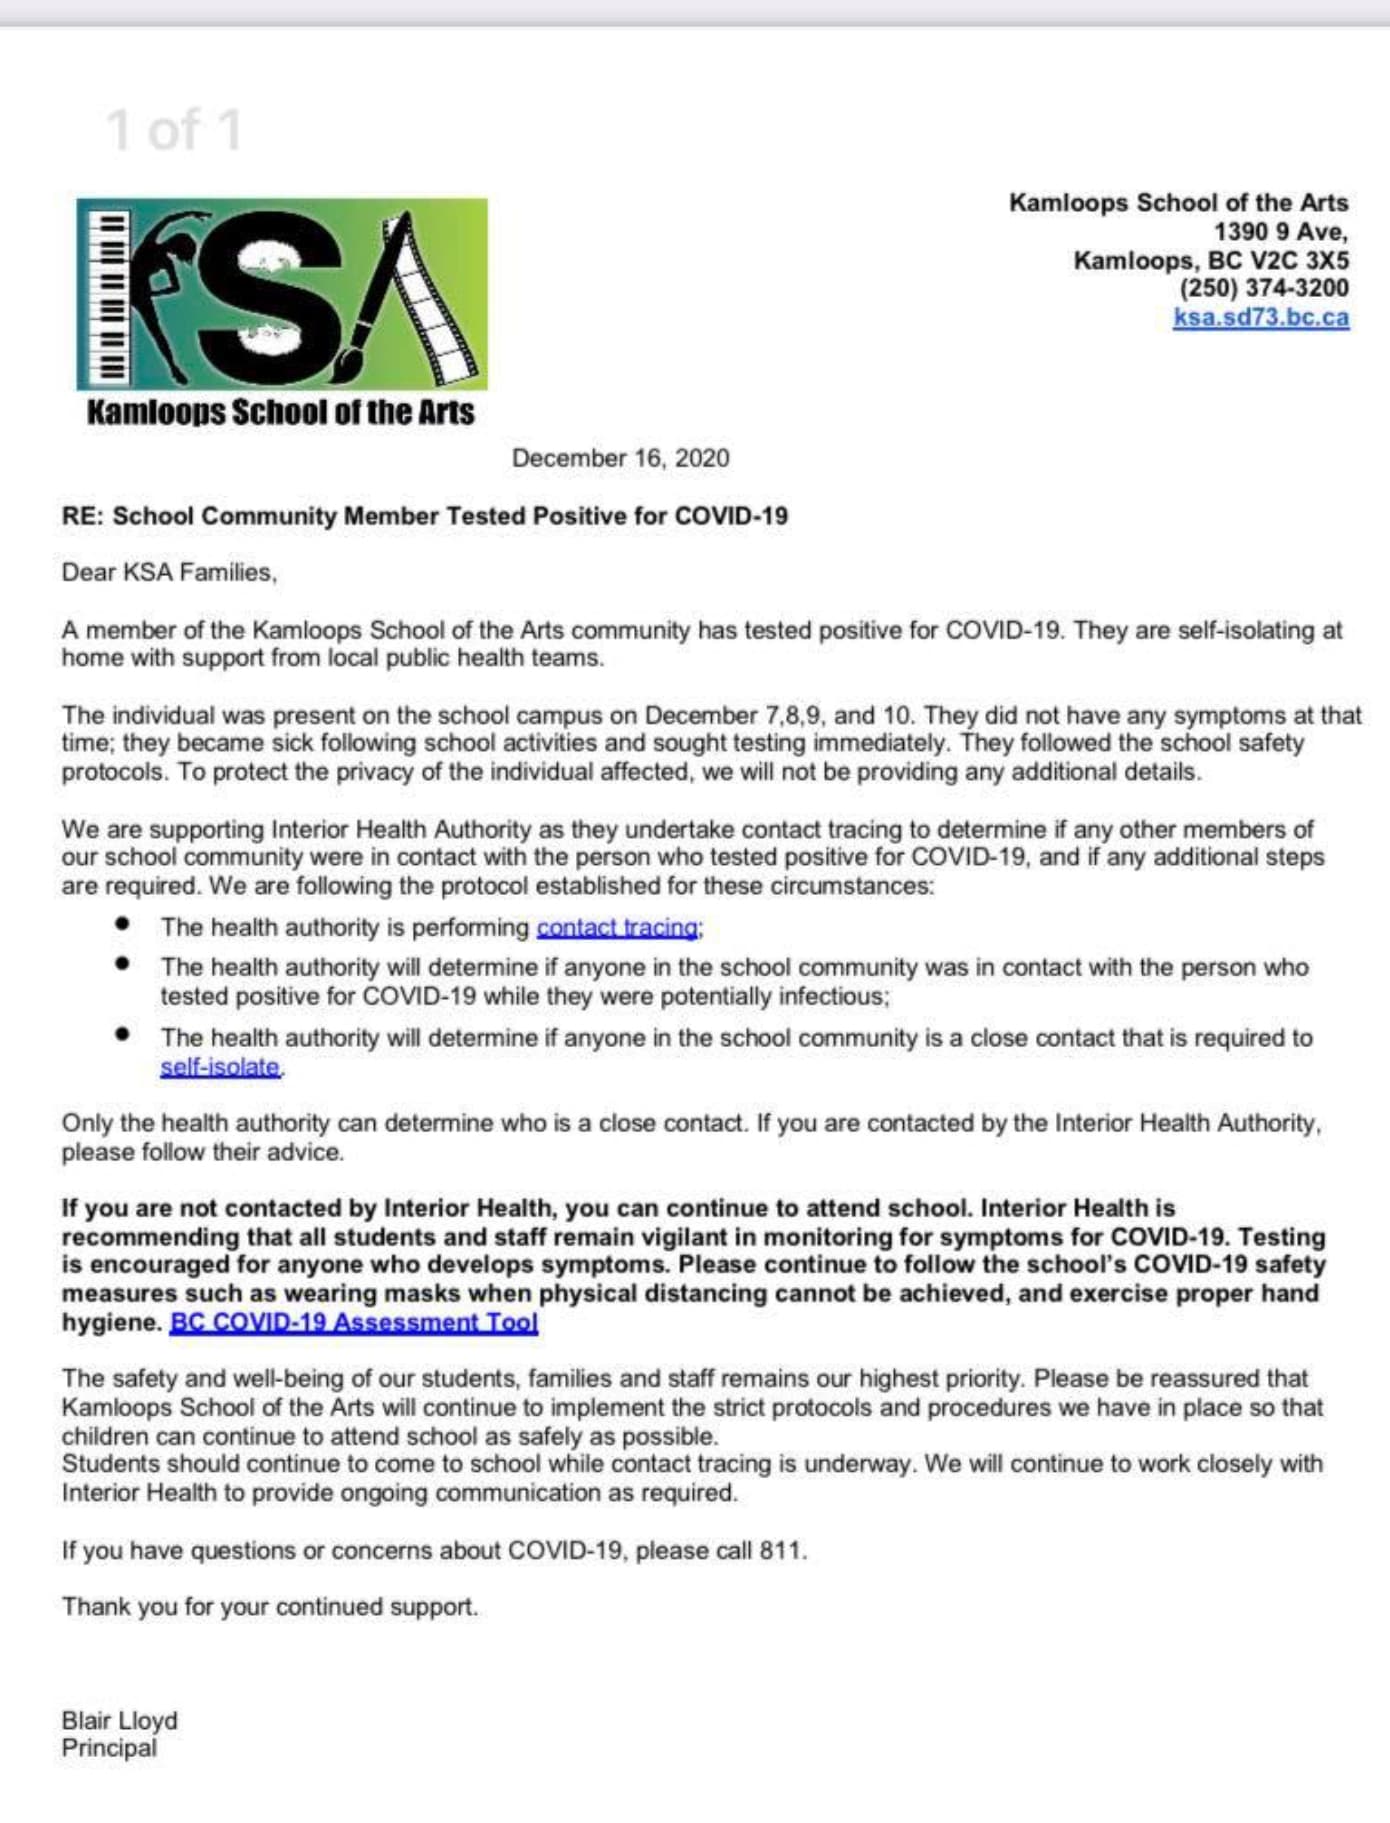 1 of 1
KSA
Kamloops School of the Arts
Kamloops School of the Arts
1390 9 Ave,
Kamloops, BC V2C 3X5
(250) 374-3200
ksa.sd73.bc.ca
December 16, 2020
RE: School Community Member Tested Positive for COVID-19
Dear KSA Families,
A member of the Kamloops School of the Arts community has tested positive for COVID-19. They are self-isolating at
home with support from local public health teams.
The individual was present on the school campus on December 7,8,9, and 10. They did not have any symptoms at that
time; they became sick following school activities and sought testing immediately. They followed the school safety
protocols. To protect the privacy of the individual affected, we will not be providing any additional details.
We are supporting Interior Health Authority as they undertake contact tracing to determine if any other members of
our school community were in contact with the person who tested positive for COVID-19, and if any additional steps
are required. We are following the protocol established for these circumstances:
● The health authority is performing contact tracing;
● The health authority will determine if anyone in the school community was in contact with the person who
tested positive for COVID-19 while they were potentially infectious;
● The health authority will determine if anyone in the school community is a close contact that is required to
self-isolate.
Only the health authority can determine who is a close contact. If you are contacted by the Interior Health Authority,
please follow their advice.
If you are not contacted by Interior Health, you can continue to attend school. Interior Health is
recommending that all students and staff remain vigilant in monitoring for symptoms for COVID-19. Testing
is encouraged for anyone who develops symptoms. Please continue to follow the school's COVID-19 safety
measures such as wearing masks when physical distancing cannot be achieved, and exercise proper hand
hygiene. BC COVID-19 Assessment Tool
The safety and well-being of our students, families and staff remains our highest priority. Please be reassured that
Kamloops School of the Arts will continue to implement the strict protocols and procedures we have in place so that
children can continue to attend school as safely as possible.
Students should continue to come to school while contact tracing is underway. We will continue to work closely with
Interior Health to provide ongoing communication as required.
If you have questions or concerns about COVID-19, please call 811.
Thank you for your continued support.
Blair Lloyd
Principal